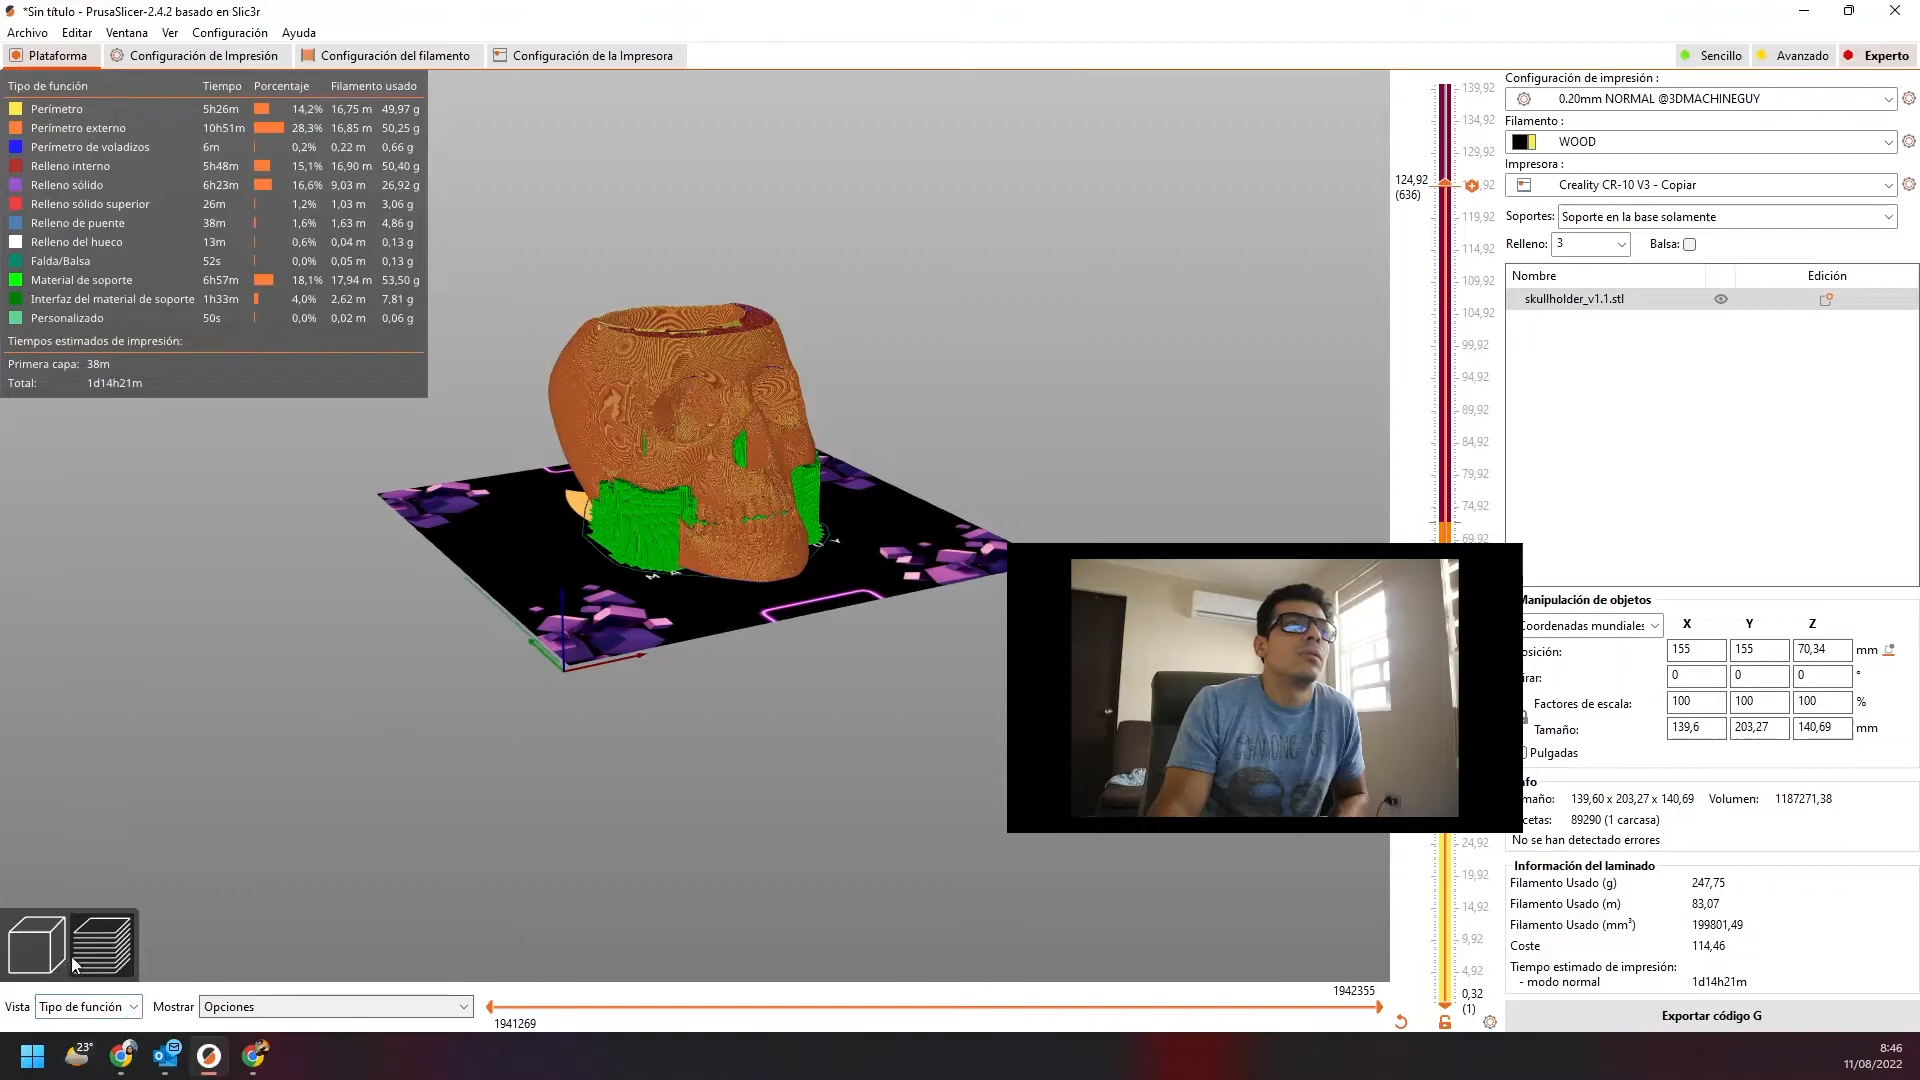 *Sin título - PrusaSlicer-2.4.2 basado en Slic3r
Archivo Editar Ventana Ver Configuración Ayuda
Plataforma Configuración de Impresión Configuración del filamento Configuración de la Impresora Sencillo Avanzado Experto
Tipo de función Tiempo Porcentaje Filamento usado
Perímetro 5h26m 14,2% 16,75 m 49,97 g
Perímetro externo 10h51m 28,3% 16,85 m 50,25 g
Perímetro de voladizos 6m 0,2% 0,22 m 0,66 g
Relleno interno 5h48m 15,1% 16,90 m 50,40 g
Relleno sólido 6h23m 16,6% 9,03 m 26,92 g
Relleno sólido superior 26m 1,2% 1,03 m 3,06 g
Relleno de puente 38m 1,6% 1,63 m 4,86 g
Relleno del hueco 13m 0,6% 0,04 m 0,13 g
Falda/Balsa 52s 0,0% 0,05 m 0,13 g
Material de soporte 6h57m 18,1% 17,94 m 53,50 g
Interfaz del material de soporte 1h33m 4,0% 2,62 m 7,81 g
Personalizado 50s 0,0% 0,02 m 0,06 g
Tiempos estimados de impresión:
Primera capa: 38m
Total: 1d14h21m
139,92
134,92
129,92
124,92
(636)
,92
119,92
114,92
109,92
104,92
99,92
94,92
89,92
84,92
79,92
74,92
69,92
24,92
19,92
14,92
9,92
4,92
0,32
(1)
Configuración de impresión :
0.20mm NORMAL @3DMACHINEGUY
Filamento :
WOOD
Impresora :
Creality CR-10 V3 - Copiar
Soportes: Soporte en la base solamente
Relleno: 3 Balsa:
Nombre Edición
skullholder_v1.1.stl
Manipulación de objetos
Coordenadas mundiales X Y Z
osición: 155 155 70,34 mm
irar: 0 0 0 °
Factores de escala: 100 100 100 %
Tamaño: 139,6 203,27 140,69 mm
Pulgadas
nfo
maño: 139,60 x 203,27 x 140,69 Volumen: 1187271,38
cetas: 89290 (1 carcasa)
No se han detectado errores
Información del laminado
Filamento Usado (g) 247,75
Filamento Usado (m) 83,07
Filamento Usado (mm³) 199801,49
Coste 114,46
Tiempo estimado de impresión:
- modo normal 1d14h21m
Exportar código G
AMONG US
Vista Tipo de función Mostrar Opciones
1942355
1941269
23°
8:46
11/08/2022